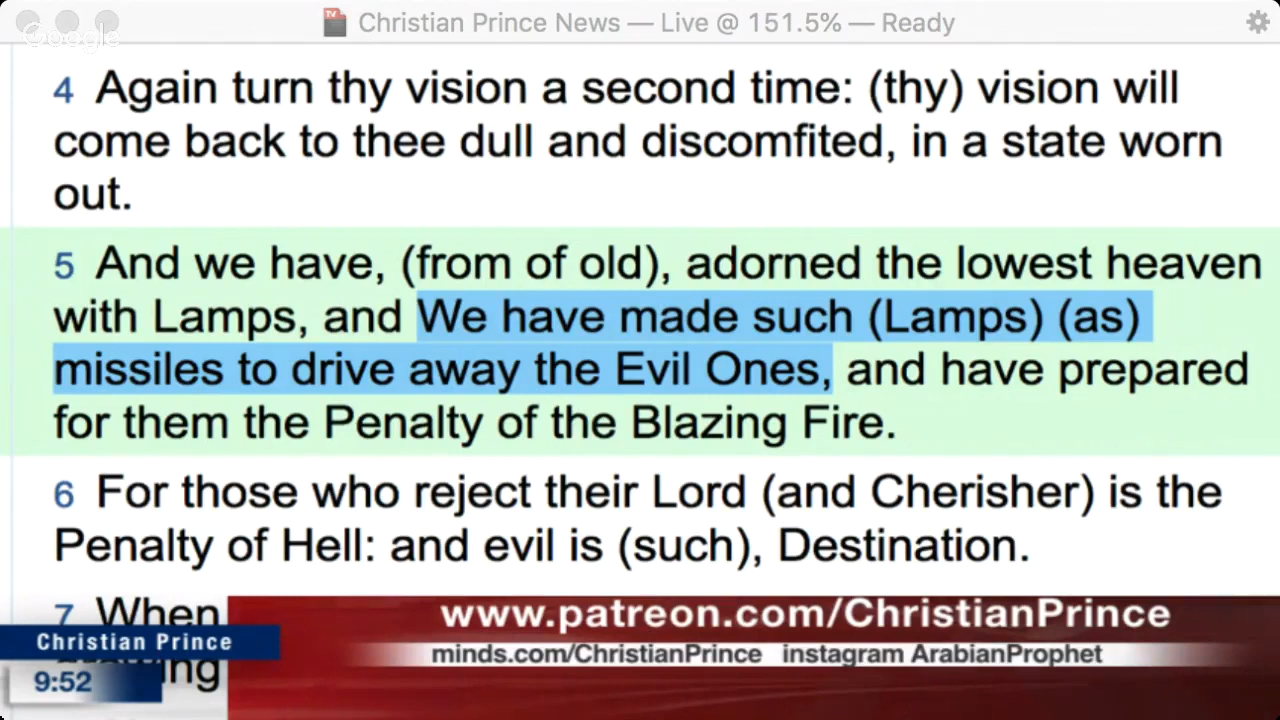 Christian Prince News — Live @ 151.5% — Ready
Google
4 Again turn thy vision a second time: (thy) vision will
come back to thee dull and discomfited, in a state worn
out.
5 And we have, (from of old), adorned the lowest heaven
with Lamps, and We have made such (Lamps) (as)
missiles to drive away the Evil Ones, and have prepared
for them the Penalty of the Blazing Fire.
6 For those who reject their Lord (and Cherisher) is the
Penalty of Hell: and evil is (such), Destination.
7 When
www.patreon.com/ChristianPrince
Christian Prince
minds.com/ChristianPrince instagram ArabianProphet
9:52